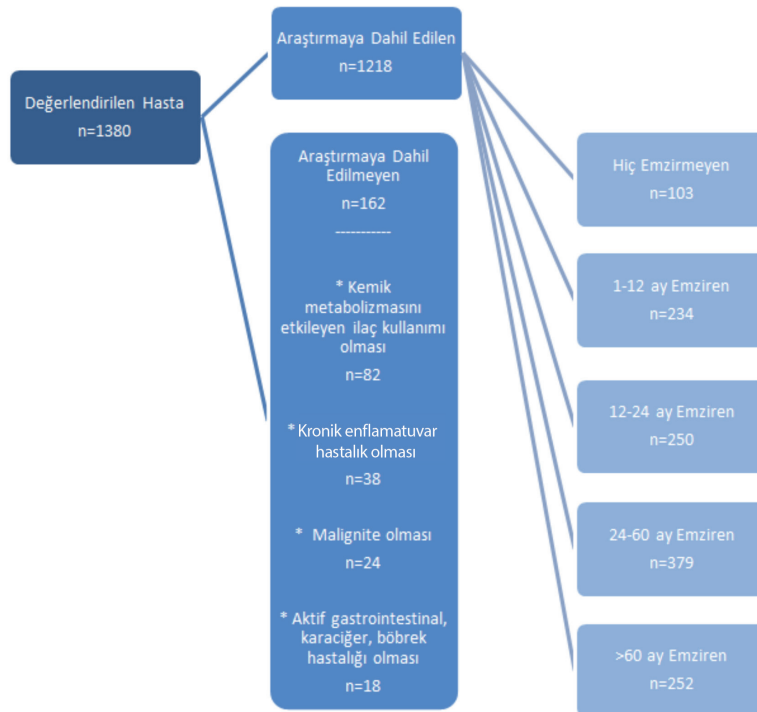 Değerlendirilen Hasta
n=1380
Araştırmaya Dahil Edilen
n=1218
Araştırmaya Dahil
Edilmeyen
n=162
-----------
* Kemik
metabolizmasını
etkileyen ilaç kullanımı
olması
n=82
* Kronik enflamatuvar
hastalık olması
n=38
* Malignite olması
n=24
* Aktif gastrointestinal,
karaciğer, böbrek
hastalığı olması
n=18
Hiç Emzirmeyen
n=103
1-12 ay Emziren
n=234
12-24 ay Emziren
n=250
24-60 ay Emziren
n=379
>60 ay Emziren
n=252